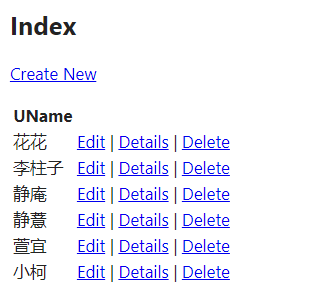 Index
Create New
UName
花花 Edit | Details | Delete
李柱子 Edit | Details | Delete
静庵 Edit | Details | Delete
静薏 Edit | Details | Delete
萱宜 Edit | Details | Delete
小柯 Edit | Details | Delete